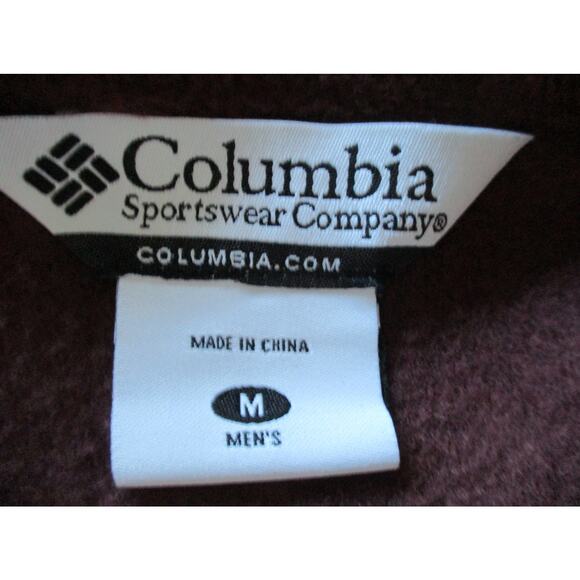 Columbia
Sportswear Company®
COLUMBIA.COM
MADE IN CHINA
M
MEN'S